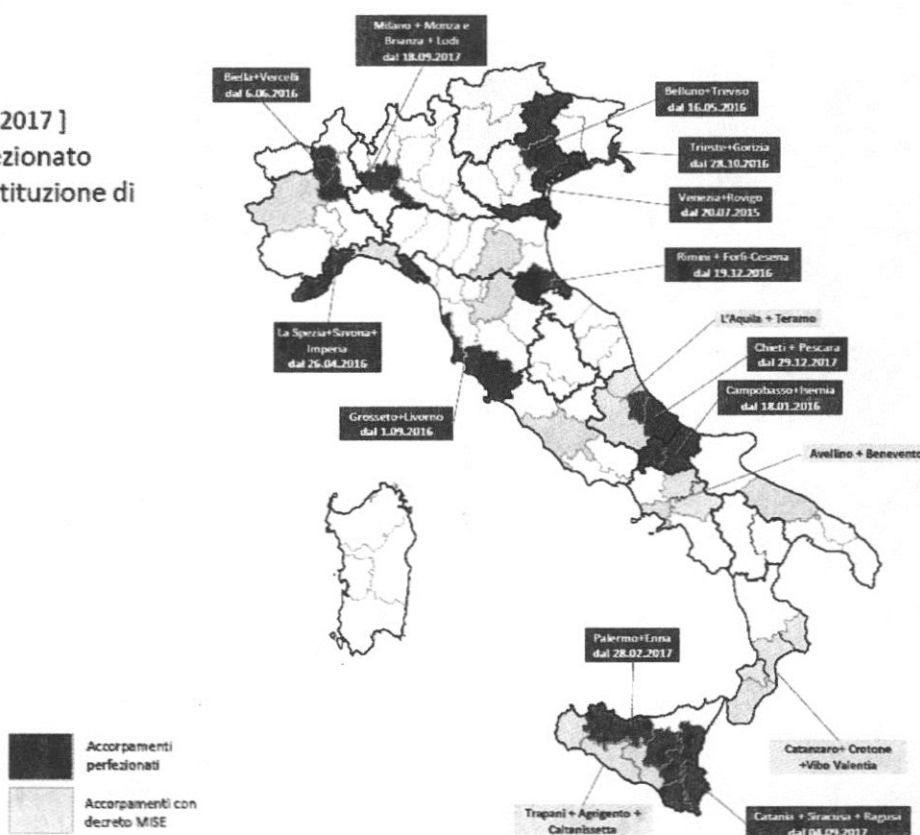 2017 ]
ezionato
tituzione di
Milano + Monza e
Brianza + Lodi
dal 18.09.2017
Biella+Vercelli
dal 6.06.2016
Belluno+Treviso
dal 16.05.2016
Trieste+Gorizia
dal 28.10.2016
Venezia+Rovigo
dal 20.07.2015
Rimini + Forlì-Cesena
dal 19.12.2016
La Spezia+Savona+
Imperia
dal 26.04.2016
L'Aquila + Teramo
Chieti + Pescara
dal 29.12.2017
Campobasso+Isernia
dal 18.01.2016
Grosseto+Livorno
dal 1.09.2016
Avellino + Benevento
Palermo+Enna
dal 28.02.2017
Catanzaro+ Crotone
+Vibo Valentia
Trapani + Agrigento +
Caltanissetta
Catania + Siracusa + Ragusa
dal 04.09.2017
Accorpamenti
perfezionati
Accorpamenti con
decreto MISE